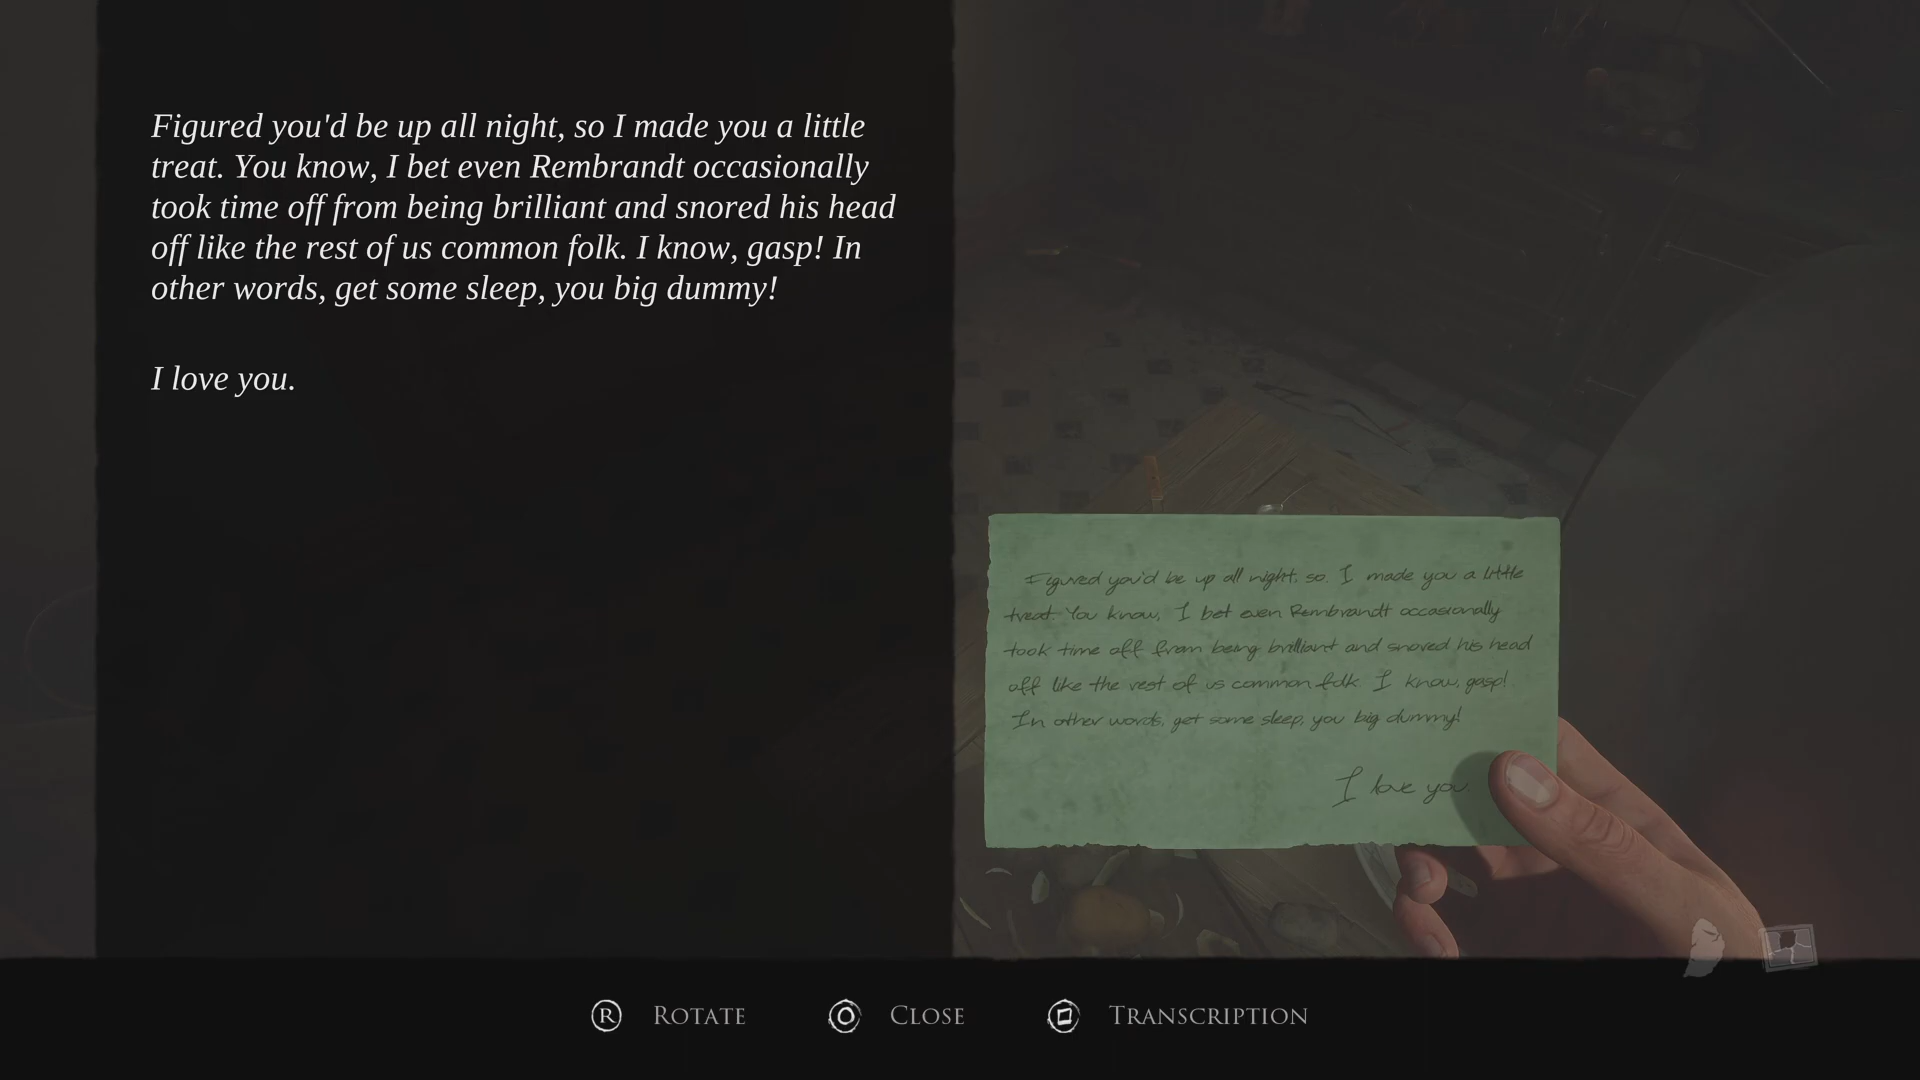 Figured you'd be up all night, so I made you a little
treat. You know, I bet even Rembrandt occasionally
took time off from being brilliant and snored his head
off like the rest of us common folk. I know, gasp! In
other words, get some sleep, you big dummy!
I love you.
Figured you'd be up all night, so I made you a little
treat. You know, I bet even Rembrandt occasionally
took time off from being brilliant and snored his head
off like the rest of us common folk. I know, gasp!
In other words, get some sleep, you big dummy!
I love you
R ROTATE CLOSE TRANSCRIPTION